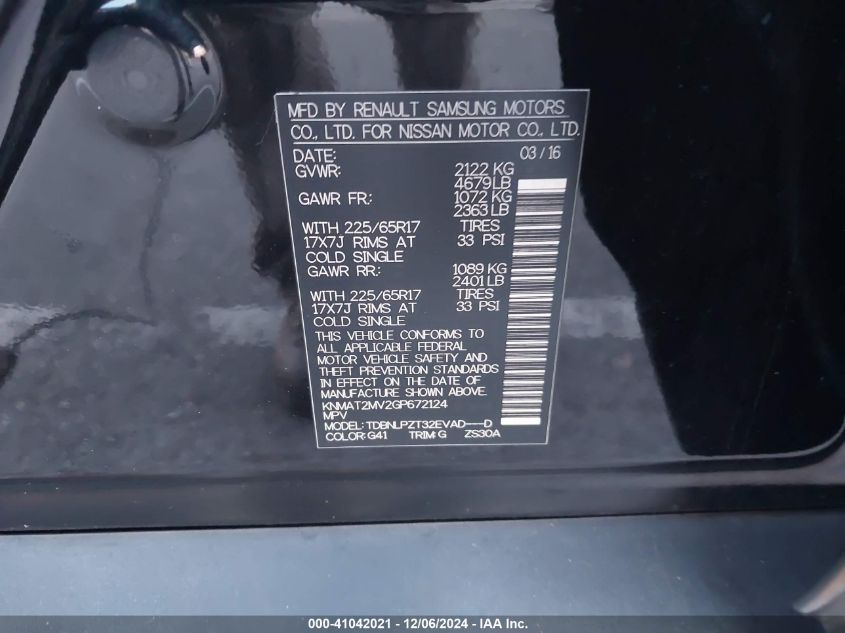 MFD BY RENAULT SAMSUNG MOTORS
CO., LTD. FOR NISSAN MOTOR CO., LTD.
DATE: 03/16
GVWR: 2122 KG
4679LB
GAWR FR: 1072 KG
2363LB
WITH 225/65R17 TIRES
17X7J RIMS AT 33 PSI
COLD SINGLE
GAWR RR: 1089 KG
2401LB
WITH 225/65R17 TIRES
17X7J RIMS AT 33 PSI
COLD SINGLE
THIS VEHICLE CONFORMS TO
ALL APPLICABLE FEDERAL
MOTOR VEHICLE SAFETY AND
THEFT PREVENTION STANDARDS
IN EFFECT ON THE DATE OF
MANUFACTURE SHOWN ABOVE.
KNMAT2MV2GP672124
MPV
MODEL: TDBNLPZT32EVAD---D
COLOR: G41 TRIM: G ZS30A
000-41042021 - 12/06/2024 - IAA Inc.